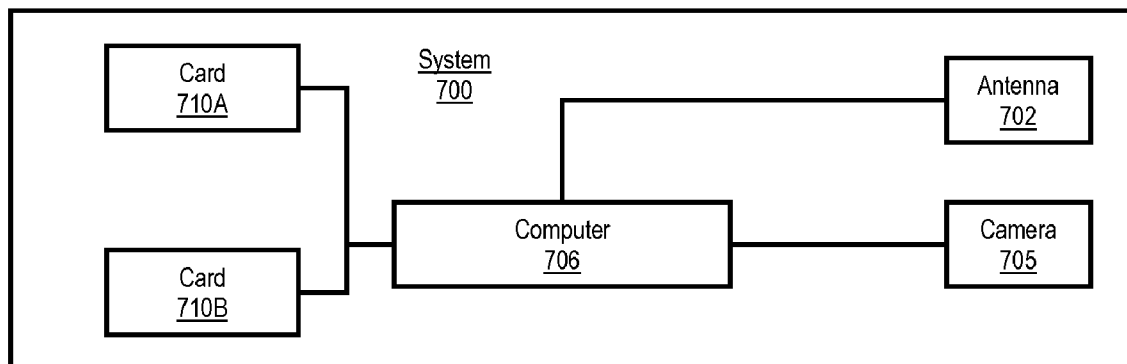 Card
710A
System
700
Antenna
702
Computer
706
Camera
705
Card
710B